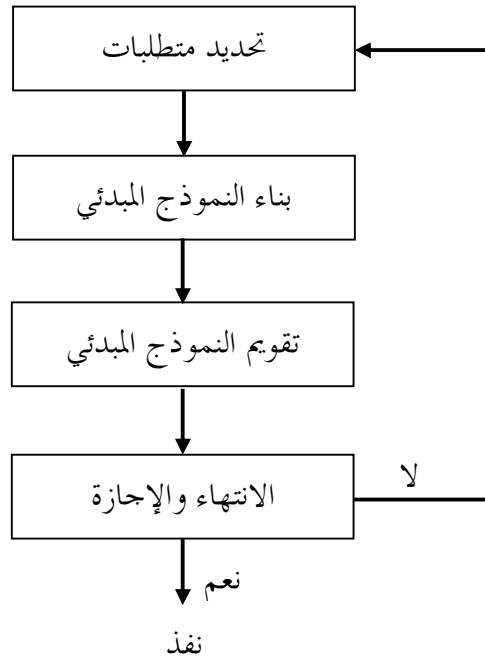 تحديد متطلبات
بناء النموذج المبدئي
تقويم النموذج المبدئي
الانتهاء والإجازة
لا
نعم
نفذ